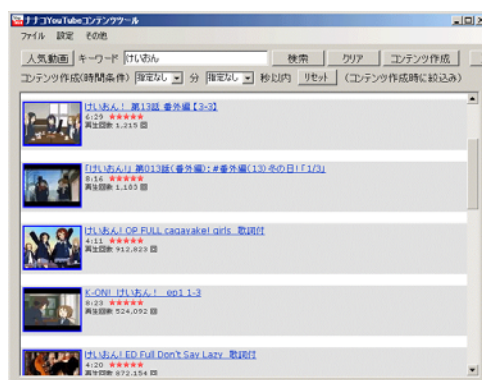 ナナコYouTubeコンテンツツール
ファイル 設定 その他
人気動画 キーワード けいおん 検索 クリア コンテンツ作成
コンテンツ作成(時間条件) 指定なし 分 指定なし 秒以内 リセット (コンテンツ作成時に絞込み)
けいおん! 第13話 番外編【3-3】
6:29 ★★★★★
再生回数 1,215 回
「けいおん!」第013話(番外編):#番外編(13)冬の日!「1/3」
8:16 ★★★★★
再生回数 1,103 回
けいおん! OP FULL cagayake! girls 歌詞付
4:11 ★★★★★
再生回数 912,823 回
K-ON! けいおん! ep1 1-3
8:23 ★★★★★
再生回数 524,092 回
けいおん! ED Full Don't Say Lazy 歌詞付
4:20 ★★★★★
再生回数 872,154 回